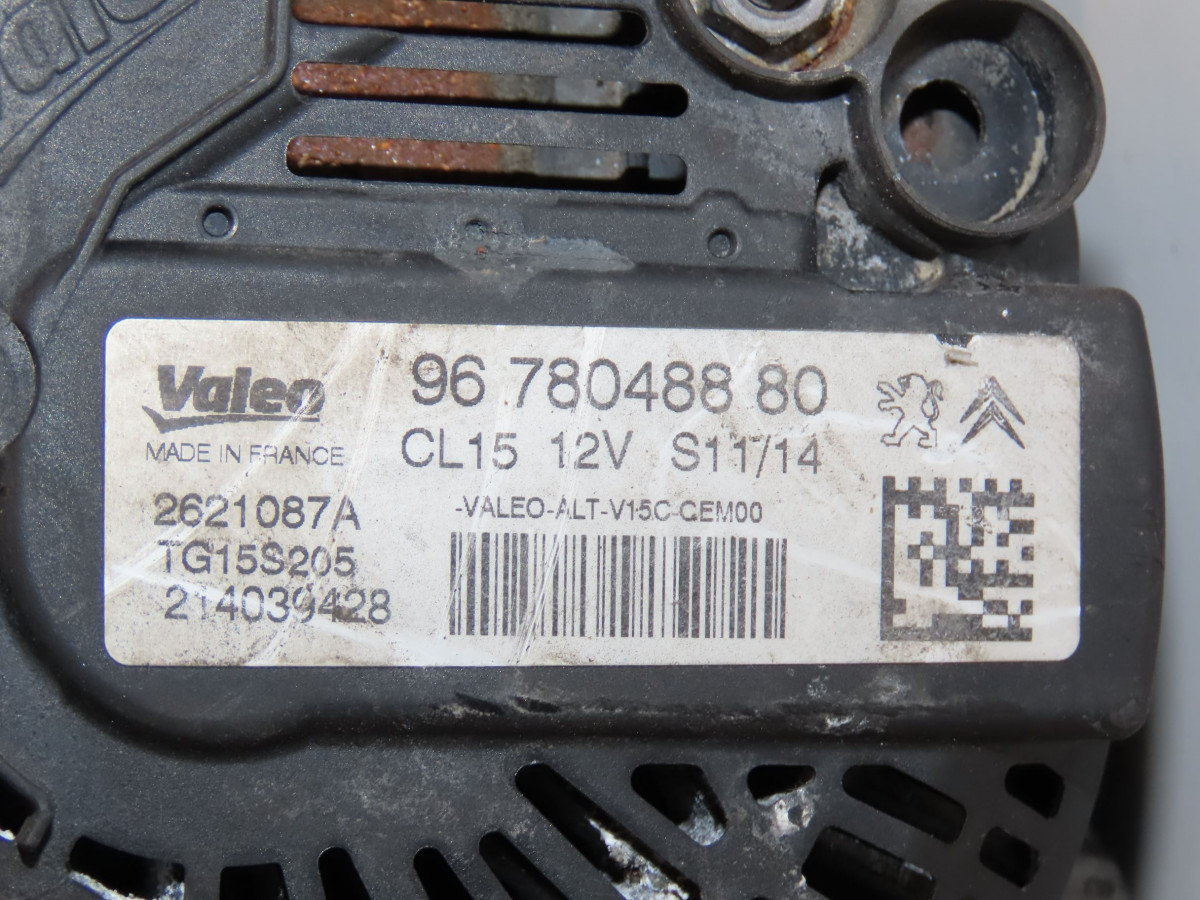 Valeo
96 780488 80
MADE IN FRANCE
CL15 12V S11/14
2621087A
-VALEO-ALT-V15C-GEM00
TG15S205
214039428